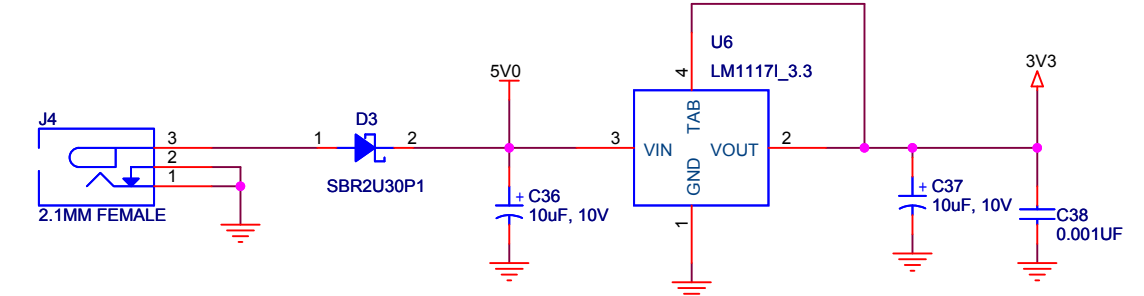 J4
3
2
1
2.1MM FEMALE
1
D3
2
SBR2U30P1
5V0
+
C36
10uF, 10V
U6
LM1117I_3.3
4
TAB
3
VIN
VOUT
2
GND
1
+
C37
10uF, 10V
3V3
C38
0.001UF